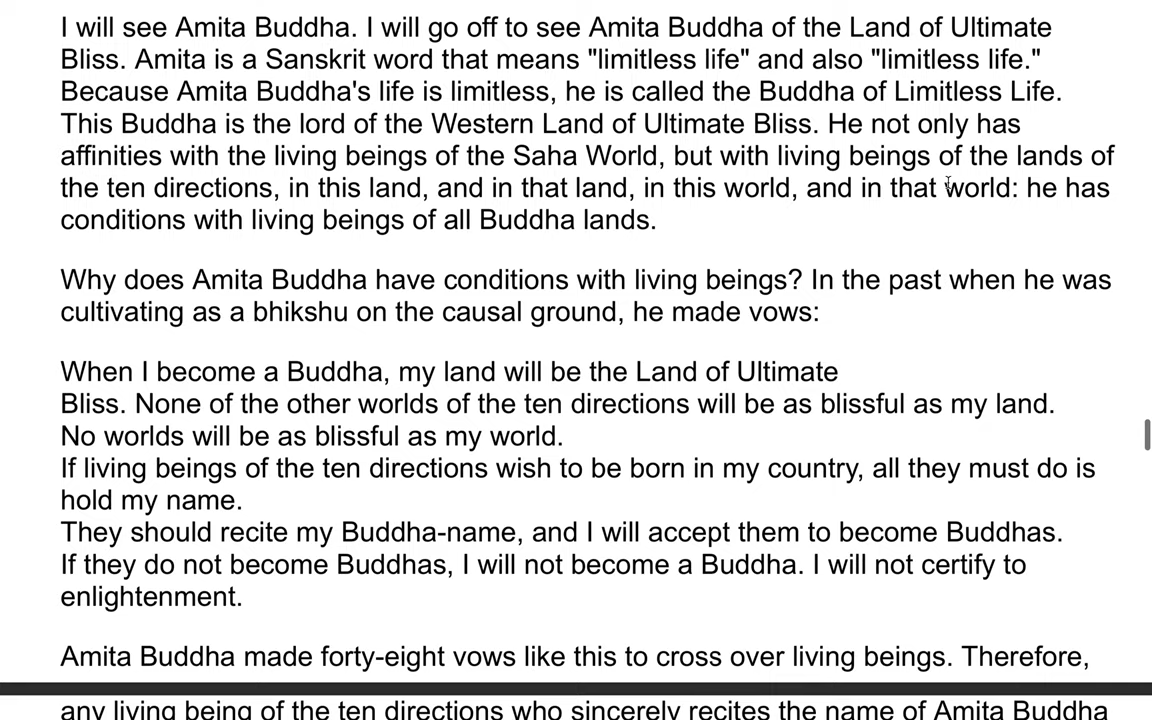 I will see Amita Buddha. I will go off to see Amita Buddha of the Land of Ultimate
Bliss. Amita is a Sanskrit word that means "limitless life" and also "limitless life."
Because Amita Buddha's life is limitless, he is called the Buddha of Limitless Life.
This Buddha is the lord of the Western Land of Ultimate Bliss. He not only has
affinities with the living beings of the Saha World, but with living beings of the lands of
the ten directions, in this land, and in that land, in this world, and in that world: he has
conditions with living beings of all Buddha lands.
Why does Amita Buddha have conditions with living beings? In the past when he was
cultivating as a bhikshu on the causal ground, he made vows:
When I become a Buddha, my land will be the Land of Ultimate
Bliss. None of the other worlds of the ten directions will be as blissful as my land.
No worlds will be as blissful as my world.
If living beings of the ten directions wish to be born in my country, all they must do is
hold my name.
They should recite my Buddha-name, and I will accept them to become Buddhas.
If they do not become Buddhas, I will not become a Buddha. I will not certify to
enlightenment.
Amita Buddha made forty-eight vows like this to cross over living beings. Therefore,
any living being of the ten directions who sincerely recites the name of Amita Buddha